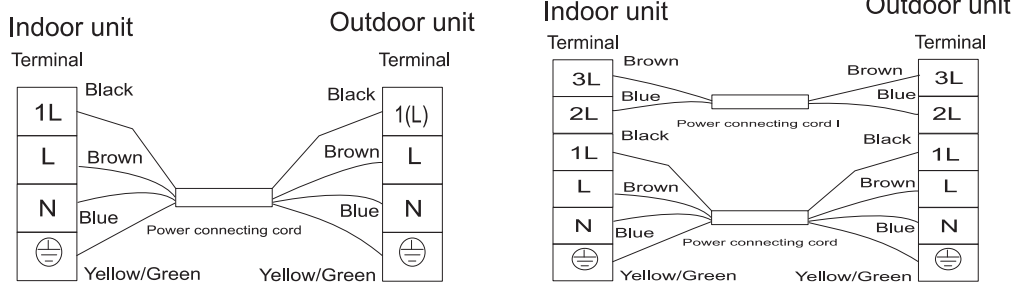 Indoor unit
Outdoor unit
Terminal
Terminal
Black
Black
1L
1(L)
L
Brown
Brown
L
N
Blue
Blue
N
Power connecting cord
Yellow/Green
Yellow/Green
Indoor unit
Outdoor unit
Terminal
Terminal
Brown
Brown
3L
3L
Blue
Blue
2L
2L
Power connecting cord I
Black
Black
1L
1L
L
Brown
Brown
L
N
Blue
Blue
N
Power connecting cord
Yellow/Green
Yellow/Green